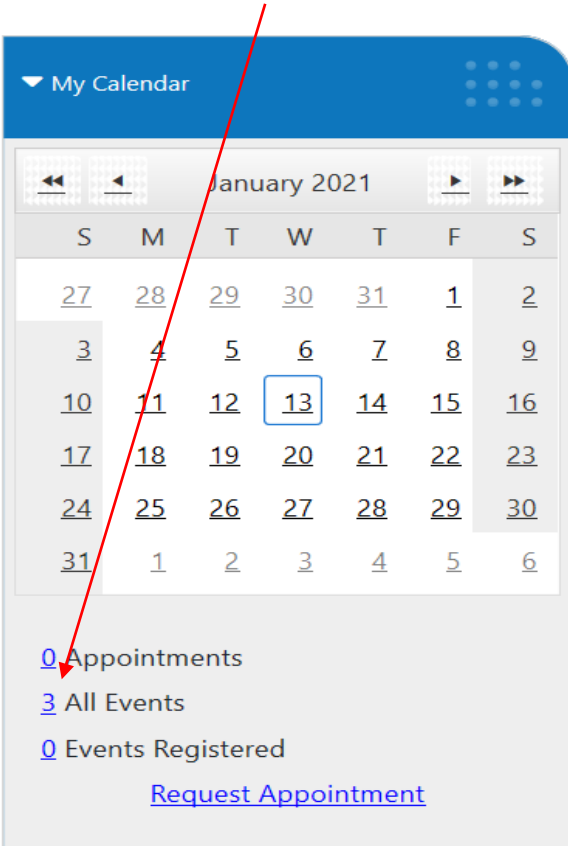 My Calendar
January 2021
S M T W T F S
27 28 29 30 31 1 2
3 4 5 6 7 8 9
10 11 12 13 14 15 16
17 18 19 20 21 22 23
24 25 26 27 28 29 30
31 1 2 3 4 5 6
0 Appointments
3 All Events
0 Events Registered
Request Appointment